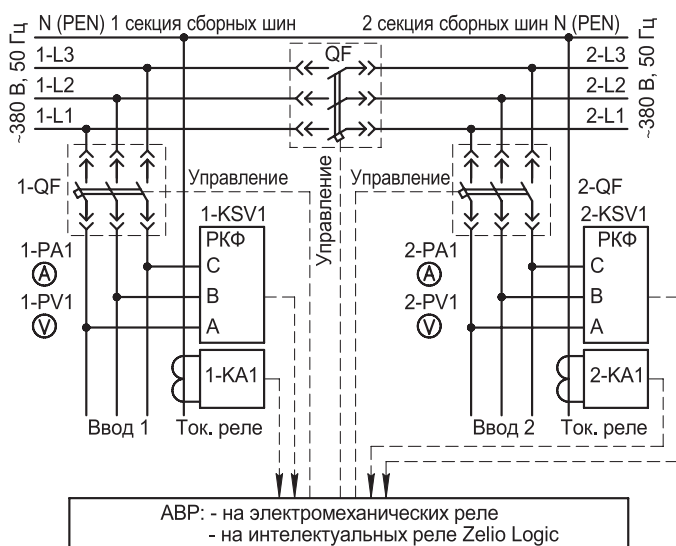 N (PEN) 1 секция сборных шин
2 секция сборных шин N (PEN)
~380 В, 50 Гц
1-L3
1-L2
1-L1
QF
2-L3
2-L2
2-L1
~380 В, 50 Гц
1-QF
Управление
Управление
Управление
2-QF
1-KSV1
РКФ
C
B
A
1-PA1
A
1-PV1
V
1-KA1
Ввод 1
Ток. реле
2-KSV1
РКФ
C
B
A
2-PA1
A
2-PV1
V
2-KA1
Ввод 2
Ток. реле
АВР: - на электромеханических реле
- на интелектуальных реле Zelio Logic